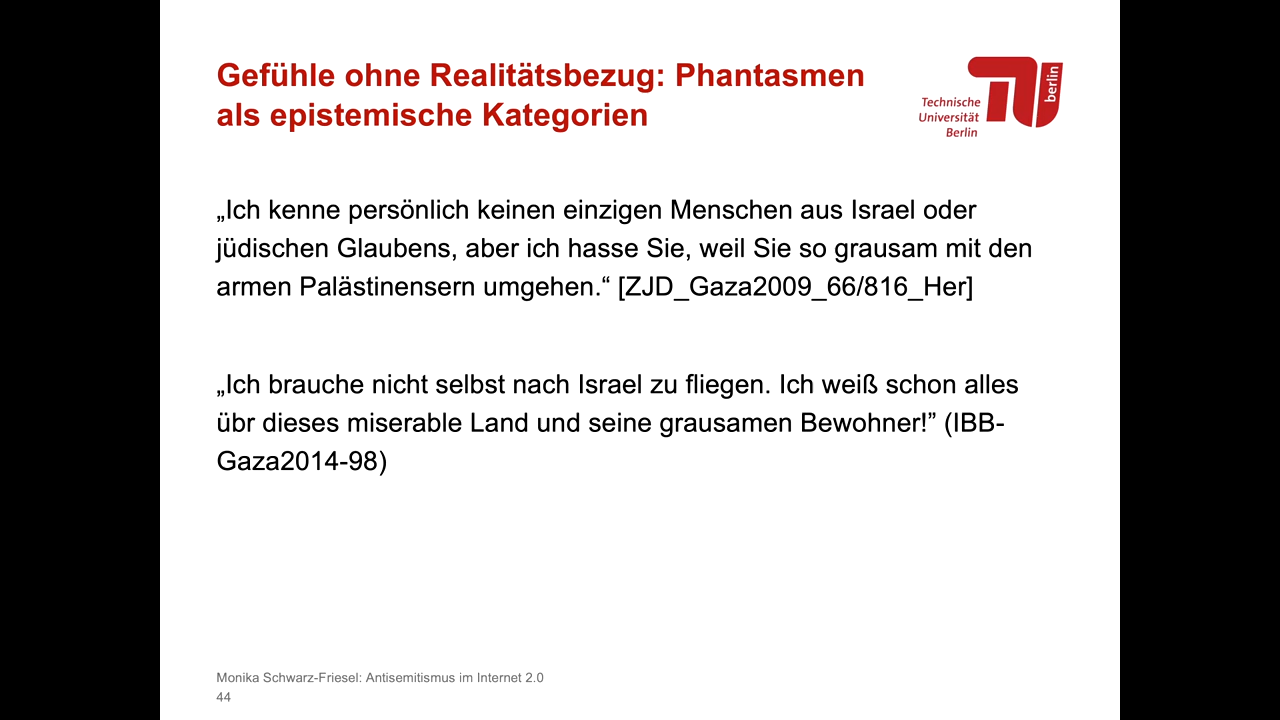 Gefühle ohne Realitätsbezug: Phantasmen
als epistemische Kategorien
Technische
Universität
Berlin
berlin
„Ich kenne persönlich keinen einzigen Menschen aus Israel oder
jüdischen Glaubens, aber ich hasse Sie, weil Sie so grausam mit den
armen Palästinensern umgehen.“ [ZJD_Gaza2009_66/816_Her]
„Ich brauche nicht selbst nach Israel zu fliegen. Ich weiß schon alles
übr dieses miserable Land und seine grausamen Bewohner!” (IBB-
Gaza2014-98)
Monika Schwarz-Friesel: Antisemitismus im Internet 2.0
44